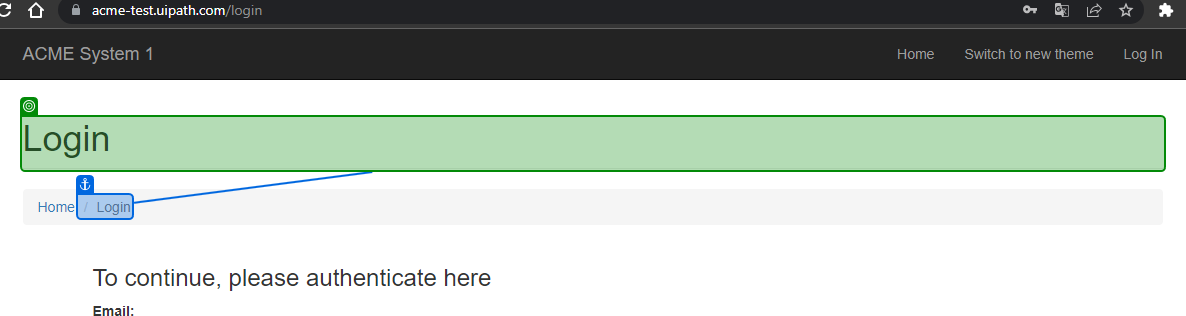 acme-test.uipath.com/login
ACME System 1
Home Switch to new theme Log In
Login
Home / Login
To continue, please authenticate here
Email: